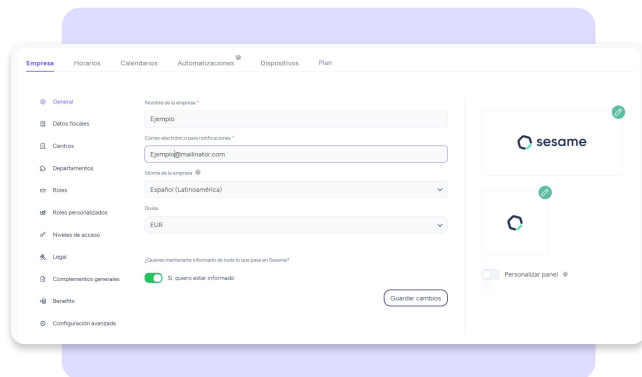 Empresa Horarios Calendarios Automatizaciones Dispositivos Plan
General
Datos fiscales
Centros
Departamentos
Roles
Roles personalizados
Niveles de acceso
Legal
Complementos generales
Benefits
Configuración avanzada
Nombre de la empresa *
Ejemplo
Correo electrónico para notificaciones *
Ejemplo@mailinator.com
Idioma de la empresa
Español (Latinoamérica)
Divisa
EUR
¿Quieres mantenerte informado de todo lo que pasa en Sesame?
Si, quiero estar informado
Guardar cambios
sesame
Personalizar panel